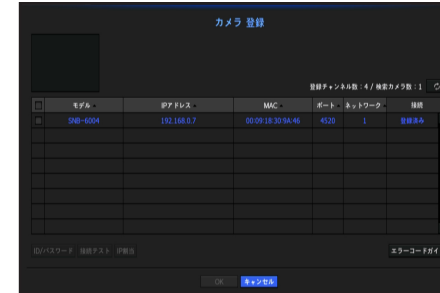 カメラ 登録
登録チャンネル数 : 4 / 検索カメラ数 : 1
モデル IPアドレス MAC ポート ネットワーク 接続
SNB-6004 192.168.0.7 00:09:18:30:9A:46 4520 1 登録済み
ID/パスワード 接続テスト IP割当 エラーコードガイ
OK キャンセル